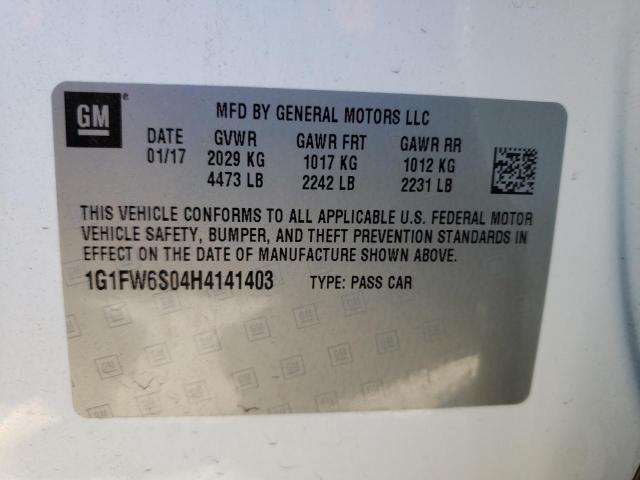 GM
MFD BY GENERAL MOTORS LLC
DATE GVWR GAWR FRT GAWR RR
01/17 2029 KG 1017 KG 1012 KG
4473 LB 2242 LB 2231 LB
THIS VEHICLE CONFORMS TO ALL APPLICABLE U.S. FEDERAL MOTOR
VEHICLE SAFETY, BUMPER, AND THEFT PREVENTION STANDARDS IN
EFFECT ON THE DATE OF MANUFACTURE SHOWN ABOVE.
1G1FW6S04H4141403 TYPE: PASS CAR